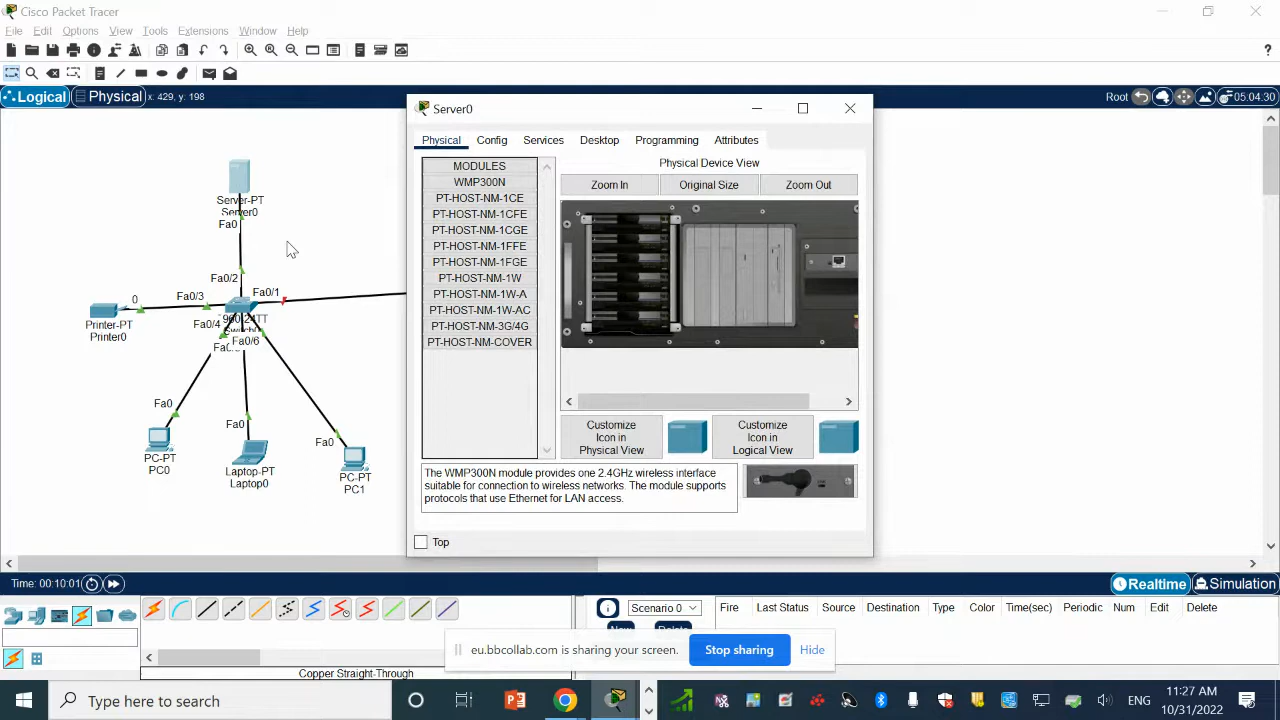 Cisco Packet Tracer
File Edit Options View Tools Extensions Window Help
?
Logical Physical x: 429, y: 198 Root 05:04:30
Server0
Physical Config Services Desktop Programming Attributes
MODULES
WMP300N
PT-HOST-NM-1CE
PT-HOST-NM-1CFE
PT-HOST-NM-1CGE
PT-HOST-NM-1FFE
PT-HOST-NM-1FGE
PT-HOST-NM-1W
PT-HOST-NM-1W-A
PT-HOST-NM-1W-AC
PT-HOST-NM-3G/4G
PT-HOST-NM-COVER
Physical Device View
Zoom In Original Size Zoom Out
Customize
Icon in
Physical View
Customize
Icon in
Logical View
The WMP300N module provides one 2.4GHz wireless interface
suitable for connection to wireless networks. The module supports
protocols that use Ethernet for LAN access.
Top
Server-PT
Server0
Fa0
Fa0/2
Fa0/1
Fa0/3
0
Printer-PT
Printer0
Fa0/4
Fa0/6
Fa0
Fa0
Fa0
PC-PT
PC0
Laptop-PT
Laptop0
PC-PT
PC1
Time: 00:10:01 Realtime Simulation
Scenario 0 Fire Last Status Source Destination Type Color Time(sec) Periodic Num Edit Delete
New Delete
eu.bbcollab.com is sharing your screen. Stop sharing Hide
Copper Straight-Through
Type here to search
ENG
11:27 AM
10/31/2022